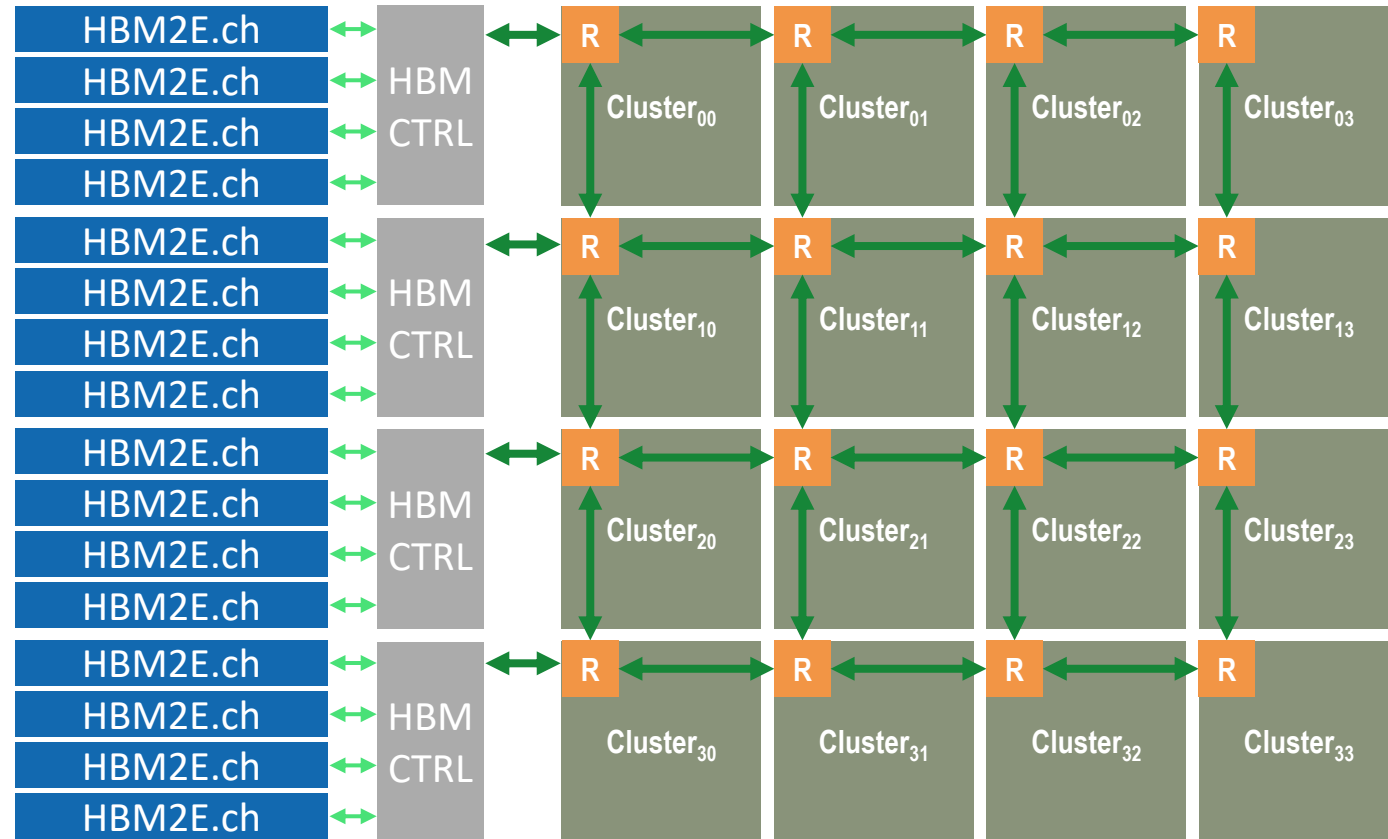 HBM2E.ch
HBM2E.ch
HBM2E.ch
HBM2E.ch
HBM
CTRL
R R R R
Cluster00 Cluster01 Cluster02 Cluster03
HBM2E.ch
HBM2E.ch
HBM2E.ch
HBM2E.ch
HBM
CTRL
R R R R
Cluster10 Cluster11 Cluster12 Cluster13
HBM2E.ch
HBM2E.ch
HBM2E.ch
HBM2E.ch
HBM
CTRL
R R R R
Cluster20 Cluster21 Cluster22 Cluster23
HBM2E.ch
HBM2E.ch
HBM2E.ch
HBM2E.ch
HBM
CTRL
R R R R
Cluster30 Cluster31 Cluster32 Cluster33